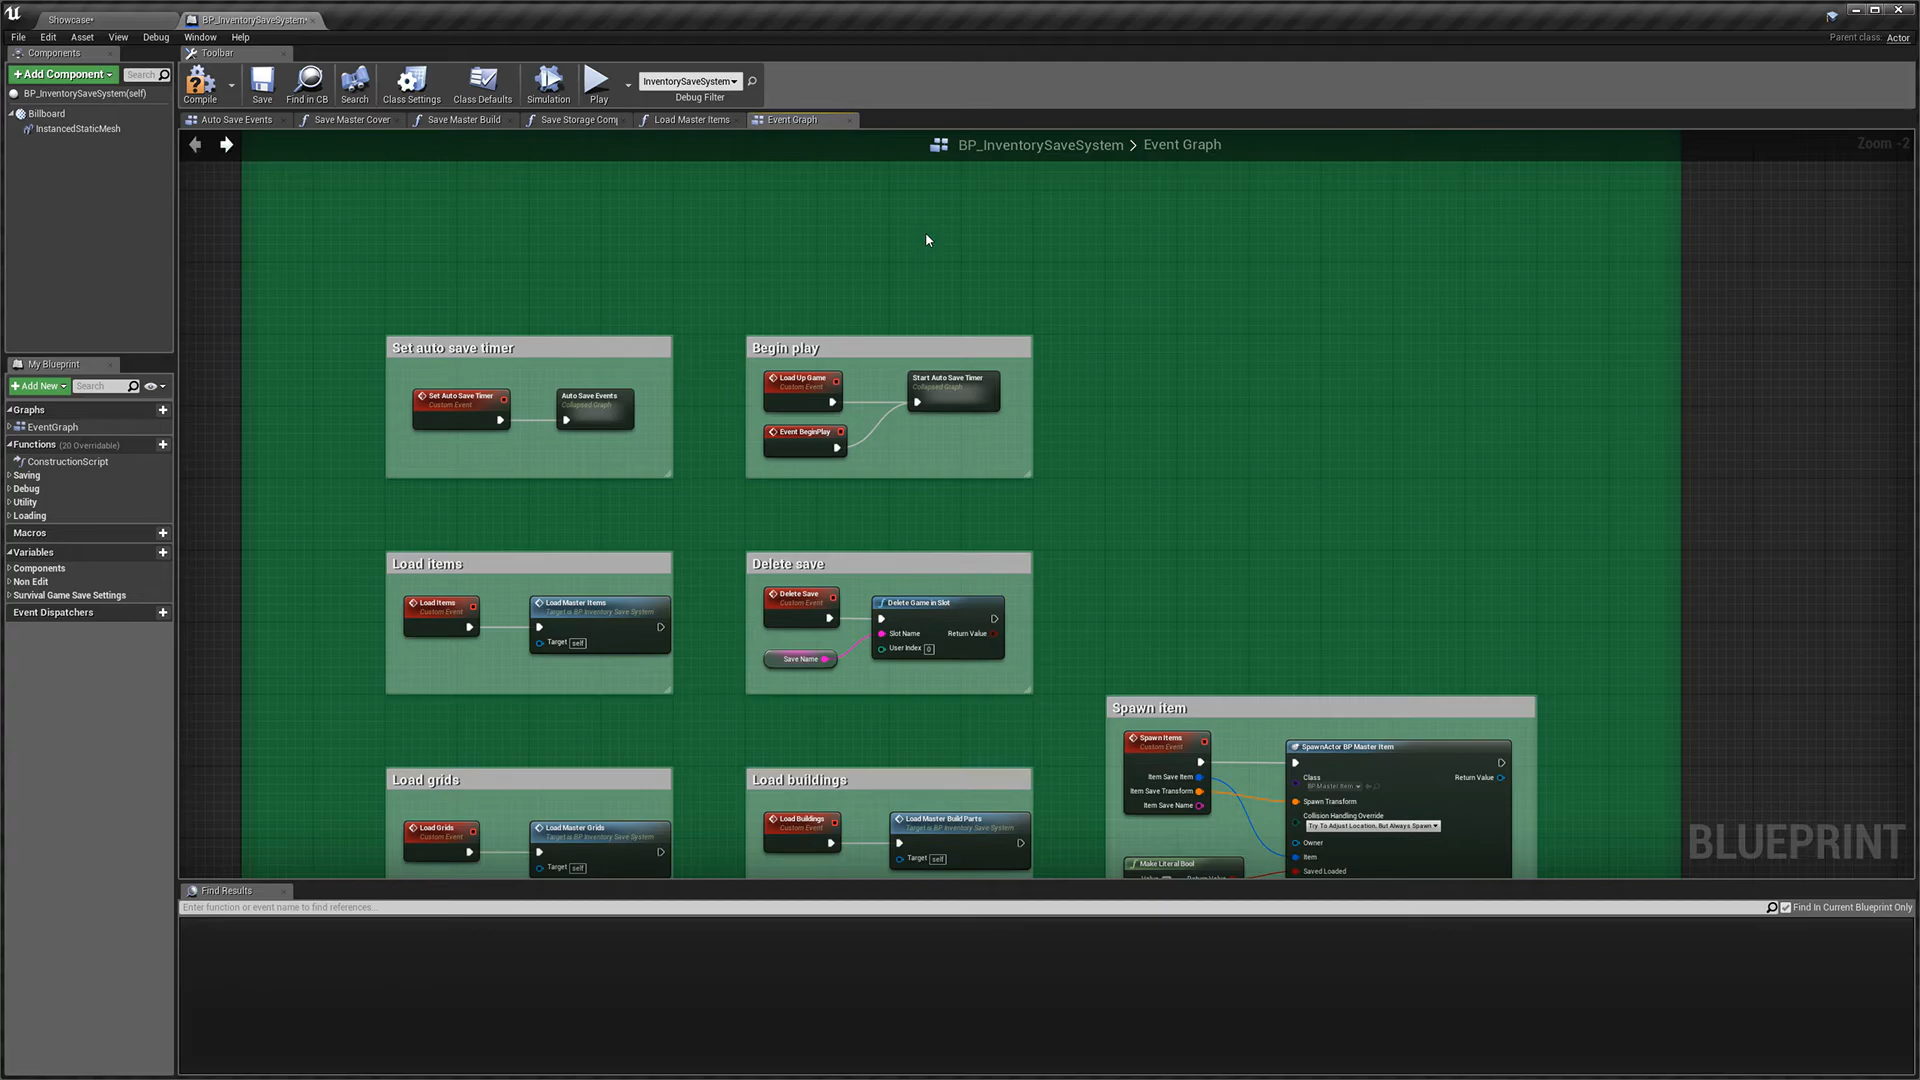 Showcase*
BP_InventorySaveSystem*
File Edit Asset View Debug Window Help
Parent class: Actor
Components
Toolbar
+Add Component
Search
BP_InventorySaveSystem(self)
Billboard
InstancedStaticMesh
Compile
Save
Find in CB
Search
Class Settings
Class Defaults
Simulation
Play
InventorySaveSystem
Debug Filter
Auto Save Events
Save Master Cover
Save Master Build
Save Storage Comp
Load Master Items
Event Graph
BP_InventorySaveSystem > Event Graph
Zoom -2
My Blueprint
+Add New
Search
Graphs
EventGraph
Functions (20 Overridable)
ConstructionScript
Saving
Debug
Utility
Loading
Macros
Variables
Components
Non Edit
Survival Game Save Settings
Event Dispatchers
Set auto save timer
Set Auto Save Timer
Custom Event
Auto Save Events
Collapsed Graph
Begin play
Load Up Game
Custom Event
Start Auto Save Timer
Collapsed Graph
Event BeginPlay
Load items
Load Items
Custom Event
Load Master Items
Target is BP Inventory Save System
Target self
Delete save
Delete Save
Custom Event
Delete Game in Slot
Slot Name
Return Value
User Index 0
Save Name
Load grids
Load Grids
Custom Event
Load Master Grids
Target is BP Inventory Save System
Target self
Load buildings
Load Buildings
Custom Event
Load Master Build Parts
Target is BP Inventory Save System
Target self
Spawn item
Spawn Items
Custom Event
Item Save Item
Item Save Transform
Item Save Name
SpawnActor BP Master Item
Class
Return Value
BP Master Item
Spawn Transform
Collision Handling Override
Try To Adjust Location, But Always Spawn
Owner
Item
Saved Loaded
Make Literal Bool
BLUEPRINT
Find Results
Enter function or event name to find references...
Find In Current Blueprint Only